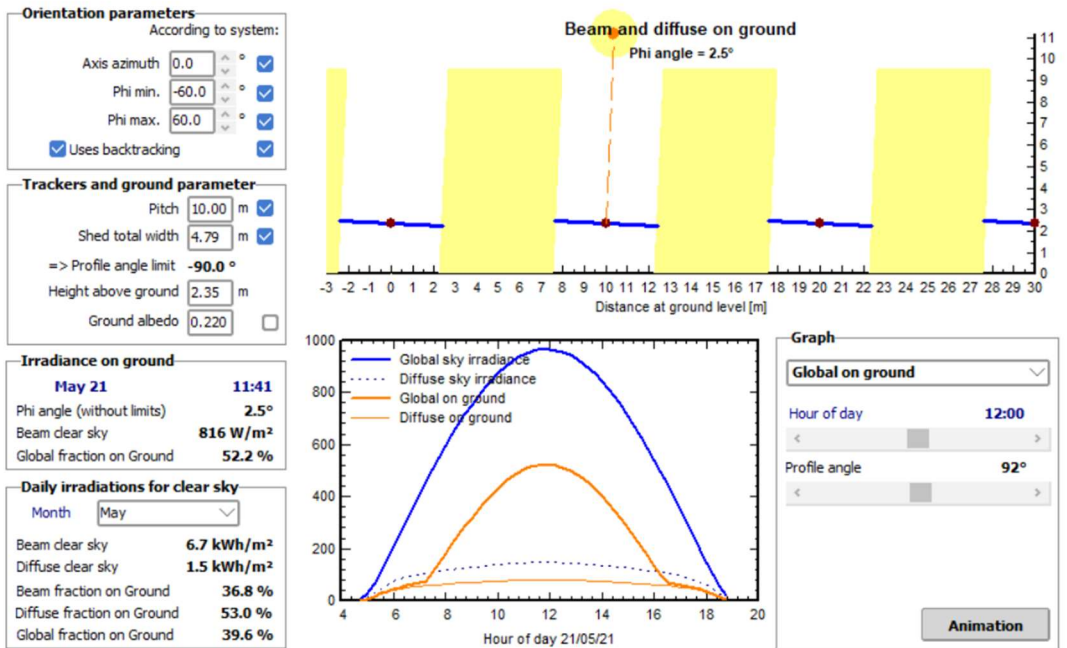 Orientation parameters
According to system:
Axis azimuth 0.0 °
Phi min. -60.0 °
Phi max. 60.0 °
Uses backtracking
Trackers and ground parameter
Pitch 10.00 m
Shed total width 4.79 m
=> Profile angle limit -90.0 °
Height above ground 2.35 m
Ground albedo 0.220
Irradiance on ground
May 21 11:41
Phi angle (without limits) 2.5°
Beam clear sky 816 W/m²
Global fraction on Ground 52.2 %
Daily irradiations for clear sky
Month May
Beam clear sky 6.7 kWh/m²
Diffuse clear sky 1.5 kWh/m²
Beam fraction on Ground 36.8 %
Diffuse fraction on Ground 53.0 %
Global fraction on Ground 39.6 %
Beam and diffuse on ground
Phi angle = 2.5°
11
10
9
8
7
6
5
4
3
2
1
0
-3 -2 -1 0 1 2 3 4 5 6 7 8 9 10 11 12 13 14 15 16 17 18 19 20 21 22 23 24 25 26 27 28 29 30
Distance at ground level [m]
1000
800
600
400
200
0
Global sky irradiance
Diffuse sky irradiance
Global on ground
Diffuse on ground
4 6 8 10 12 14 16 18 20
Hour of day 21/05/21
Graph
Global on ground
Hour of day 12:00
Profile angle 92°
Animation